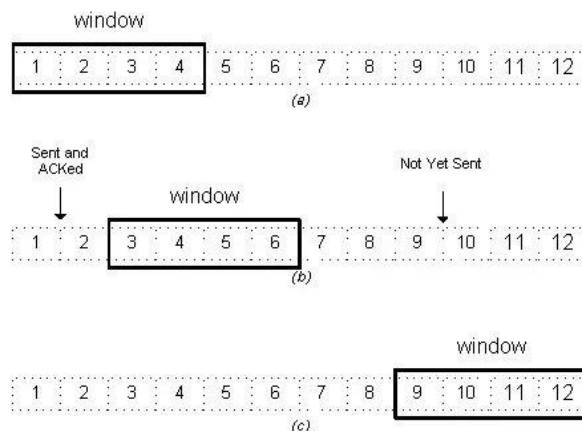 window
1 2 3 4 5 6 7 8 9 10 11 12
(a)
Sent and
ACKed
Not Yet Sent
window
1 2 3 4 5 6 7 8 9 10 11 12
(b)
window
1 2 3 4 5 6 7 8 9 10 11 12
(c)